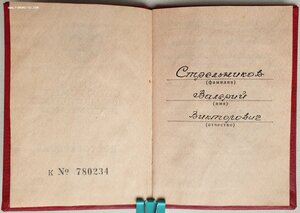 К № 780234
Стрельников
(фамилия)
Валерий
(имя)
Викторович
(отчество)